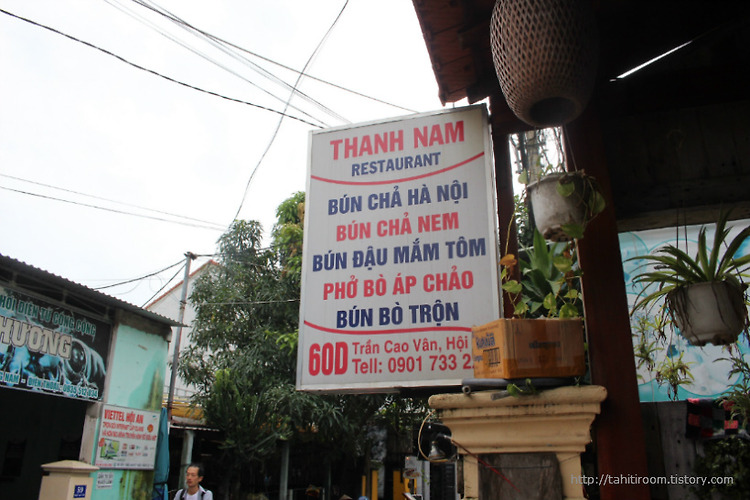 THANH NAM
RESTAURANT
BÚN CHẢ HÀ NỘI
BÚN CHẢ NEM
BÚN ĐẬU MẮM TÔM
PHỞ BÒ ÁP CHẢO
BÚN BÒ TRỘN
60D Trần Cao Vân, Hội
Tell: 0901 733 2
VIETTEL HỘI AN
59
http://tahitiroom.tistory.com